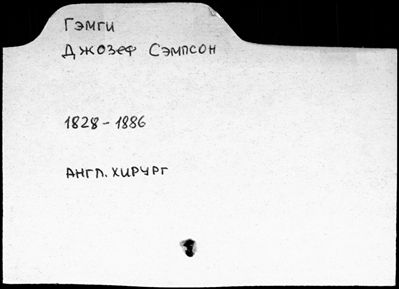 Гэмги
Джозеф Сэмпсон
1828-1886
Англ. хирург